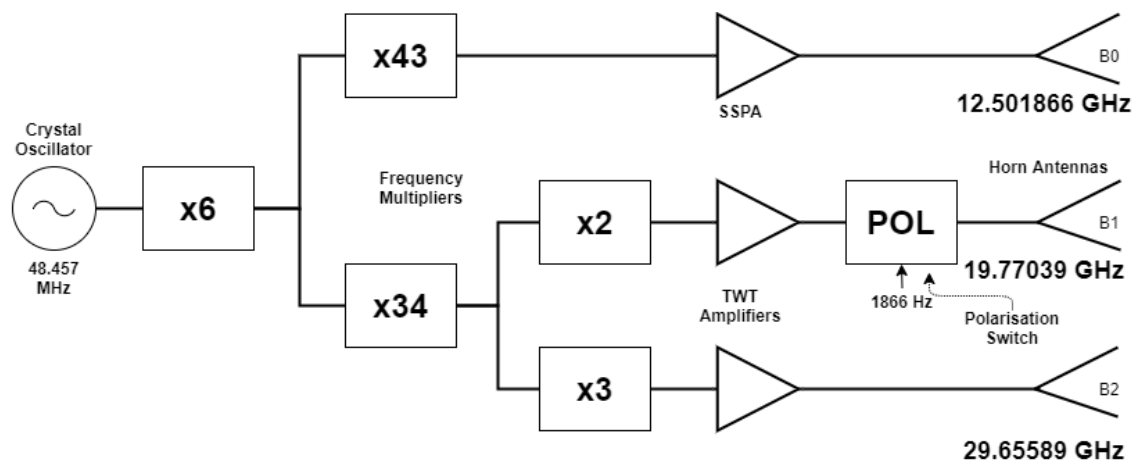 x43
SSPA
B0
12.501866 GHz
Crystal
Oscillator
x6
48.457
MHz
Frequency
Multipliers
x2
POL
Horn Antennas
B1
19.77039 GHz
1866 Hz
Polarisation
Switch
x34
TWT
Amplifiers
x3
B2
29.65589 GHz